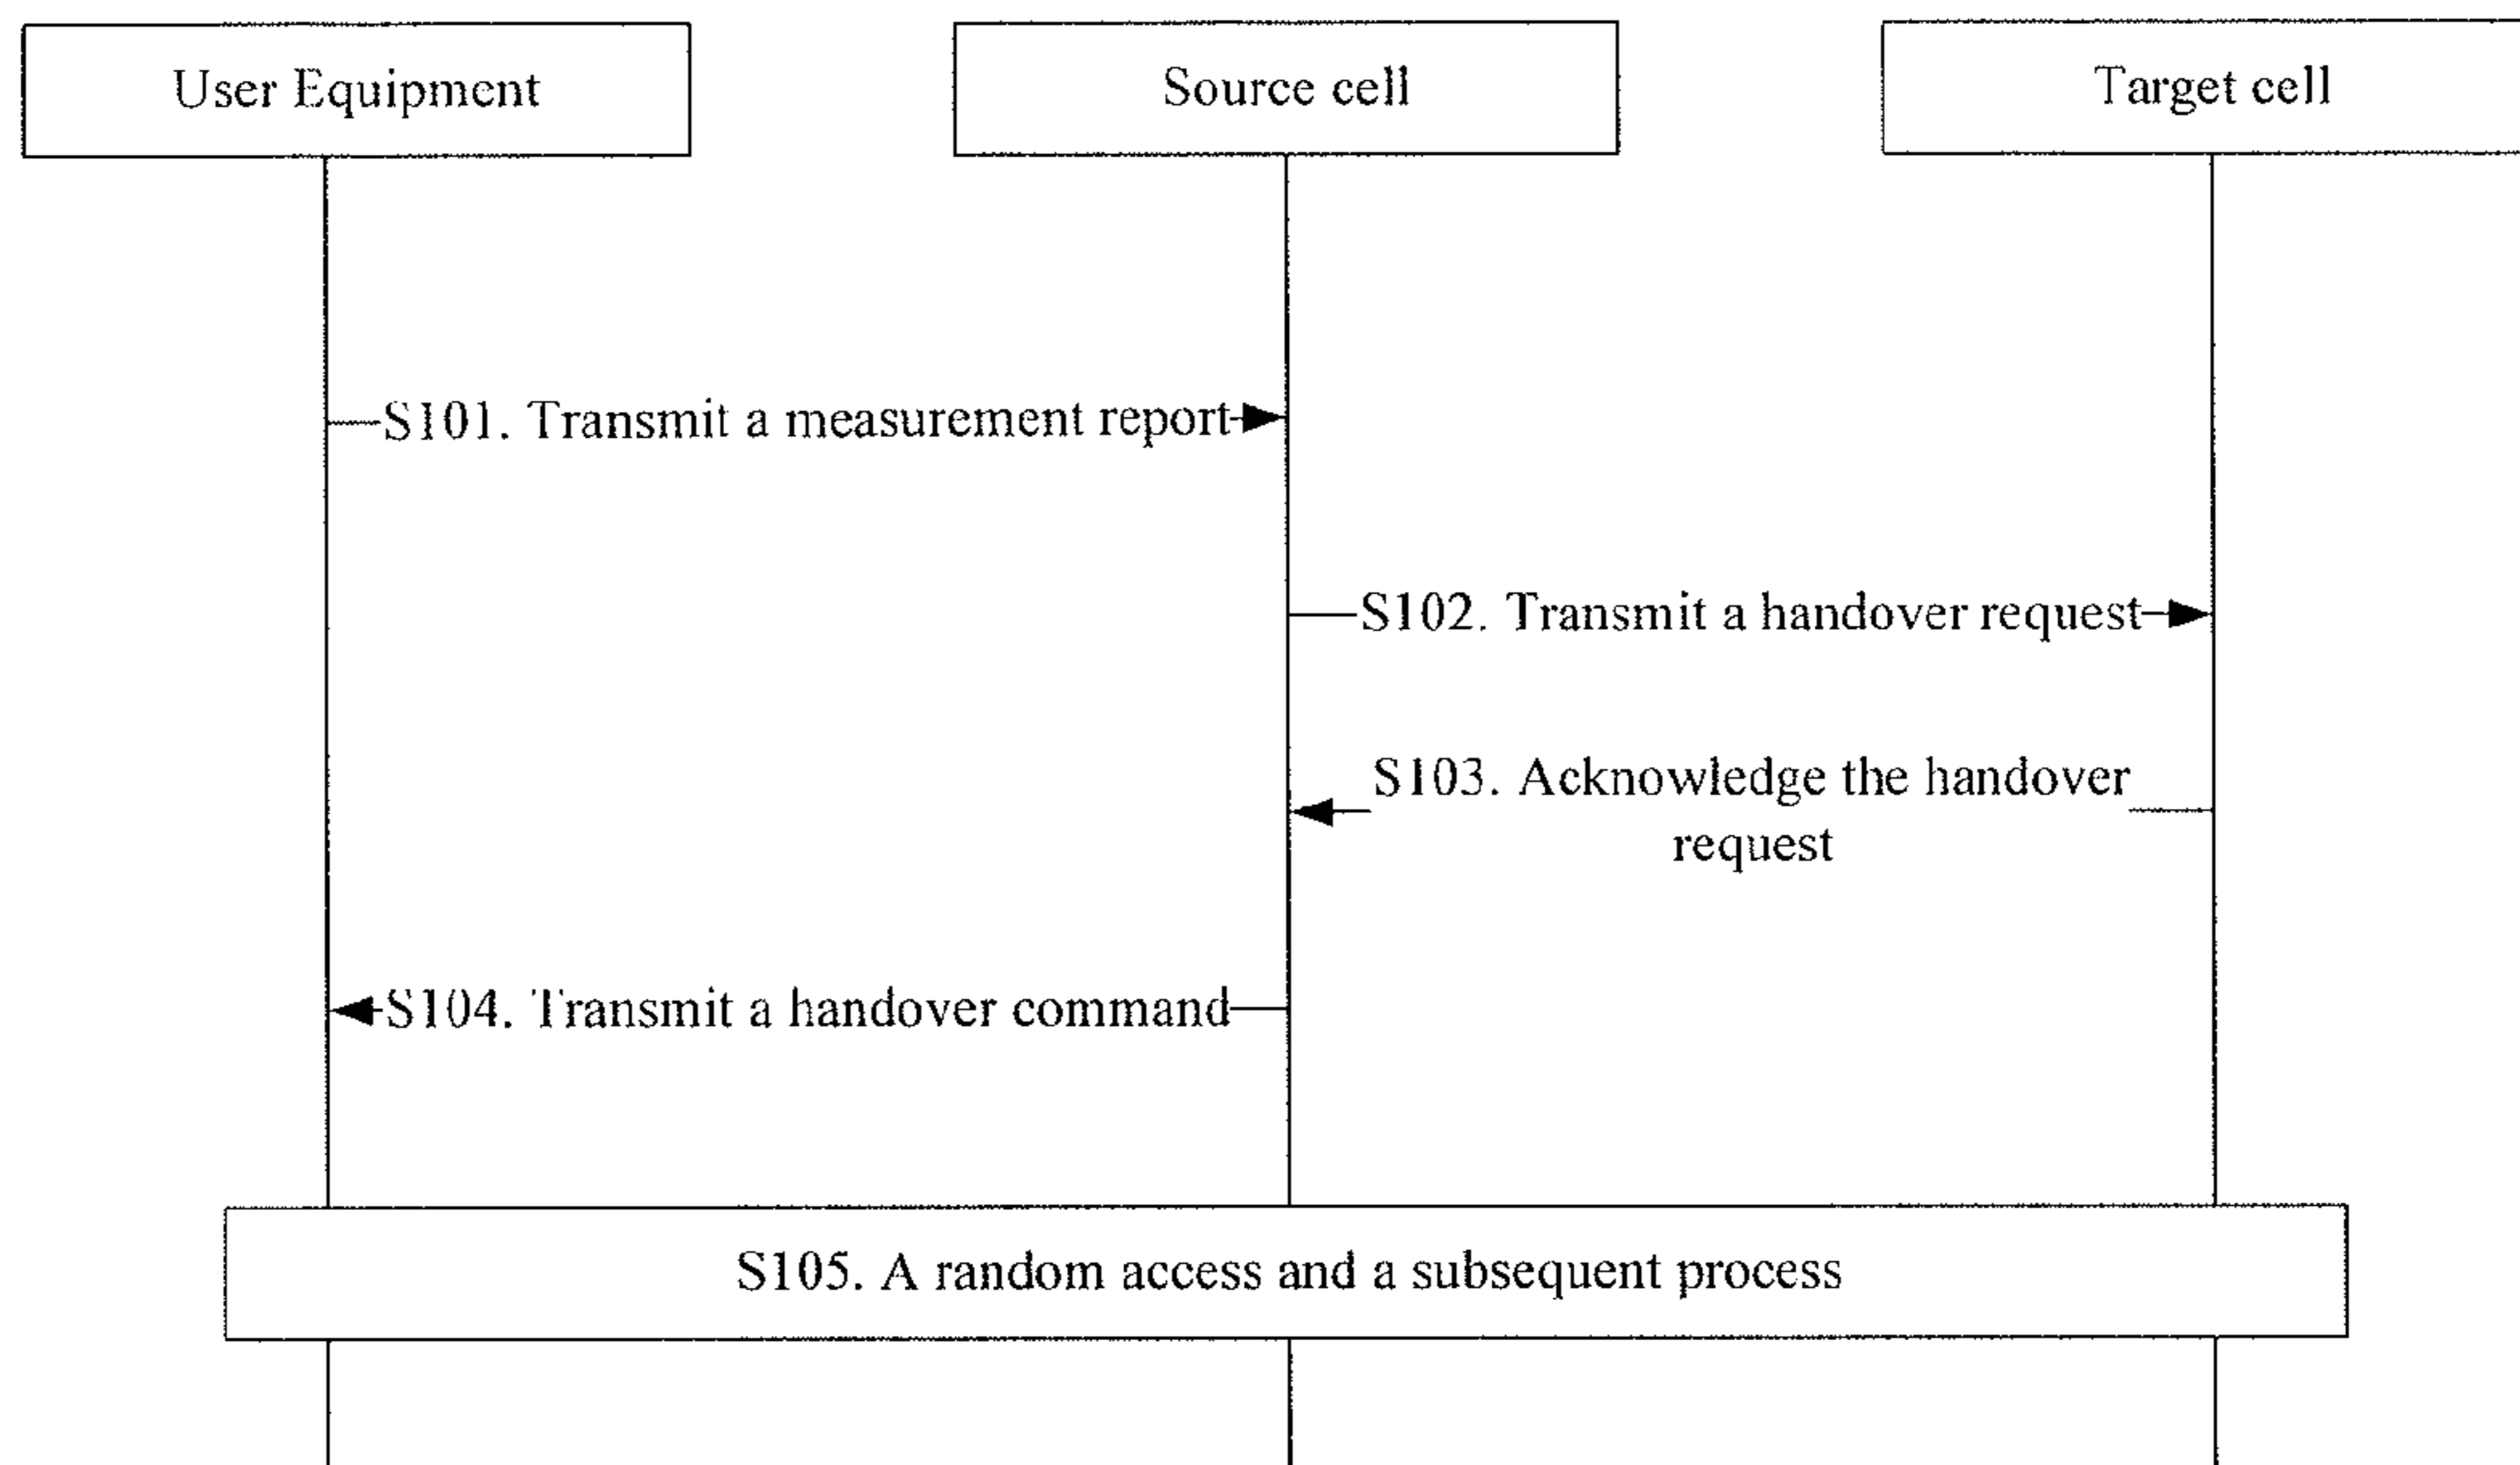 User Equipment
Source cell
Target cell
S101. Transmit a measurement report
S102. Transmit a handover request
S103. Acknowledge the handover
request
S104. Transmit a handover command
S105. A random access and a subsequent process